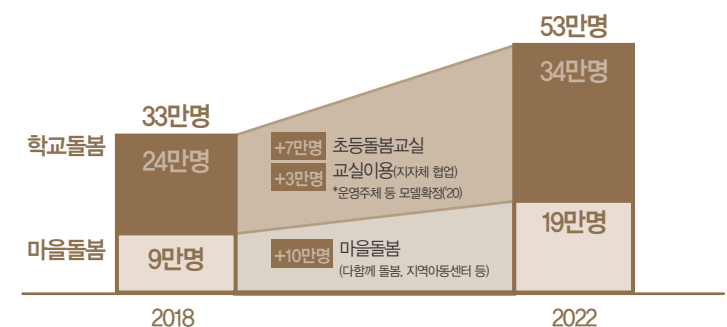 53만명
34만명
33만명
학교돌봄
24만명
+7만명 초등돌봄교실
+3만명 교실이용(지자체 협업)
*운영주체 등 모델확정('20)
19만명
마을돌봄
9만명
+10만명 마을돌봄
(다함께 돌봄, 지역아동센터 등)
2018
2022